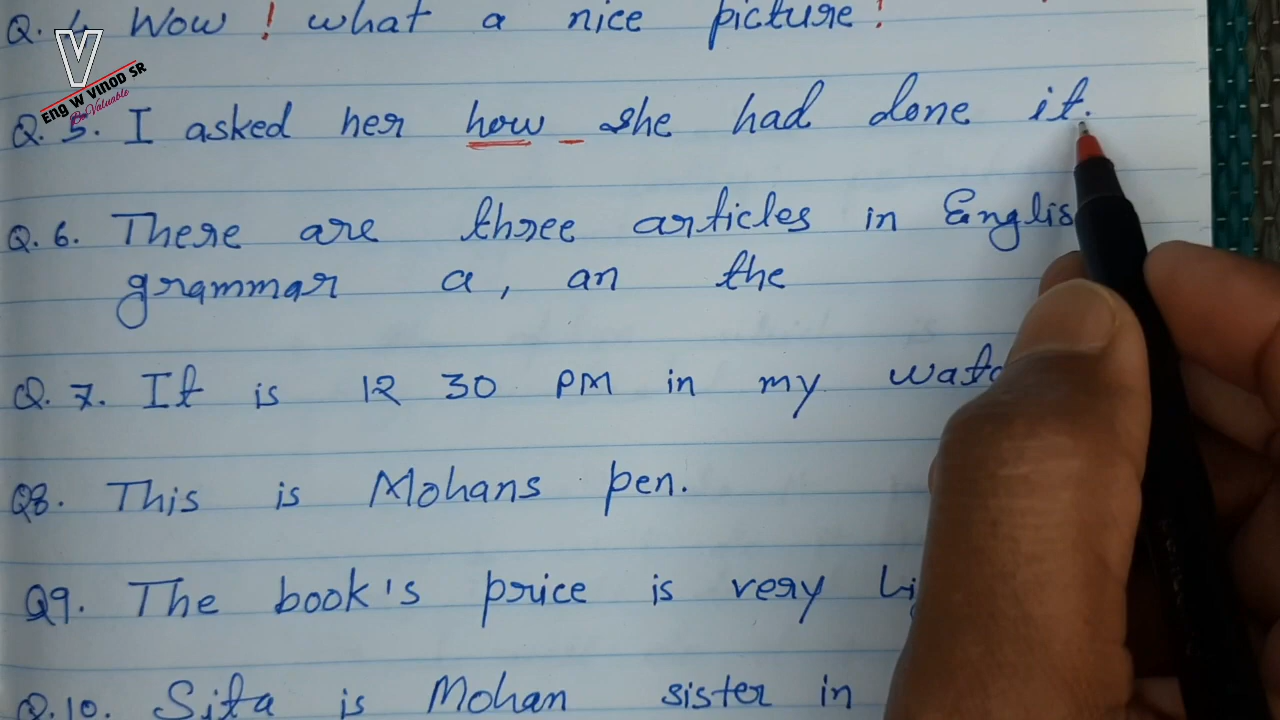 Q. 4. Wow ! what a nice picture !
V
ENG W VINOD SR
Be Valuable
Q. 5. I asked her how she had done it.
Q. 6. There are three articles in Englis
grammar a, an the
Q. 7. It is 12 30 PM in my watc
Q8. This is Mohans pen.
Q9. The book's price is very
Q.10. Sita is Mohan sister in